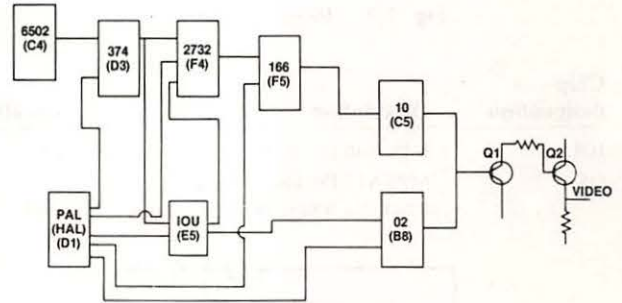 6502
(C4)
374
(D3)
2732
(F4)
166
(F5)
10
(C5)
Q1
Q2
VIDEO
PAL
(HAL)
(D1)
IOU
(E5)
02
(B8)